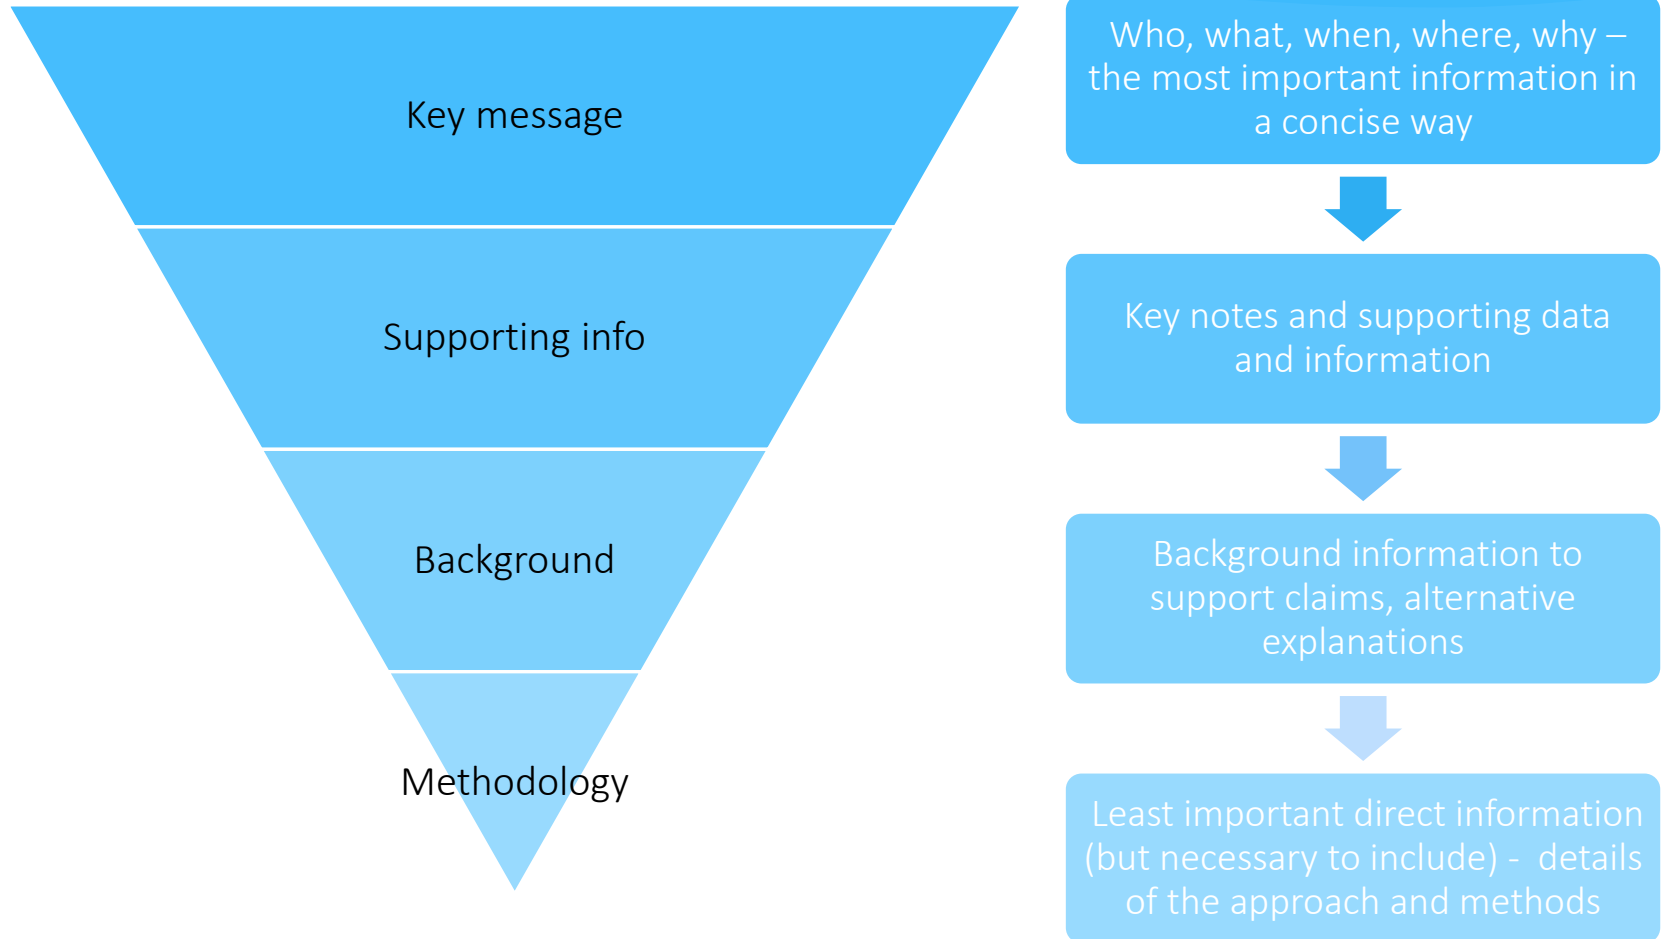 Key message
Supporting info
Background
Methodology
Who, what, when, where, why –
the most important information in
a concise way
Key notes and supporting data
and information
Background information to
support claims, alternative
explanations
Least important direct information
(but necessary to include) -  details
of the approach and methods